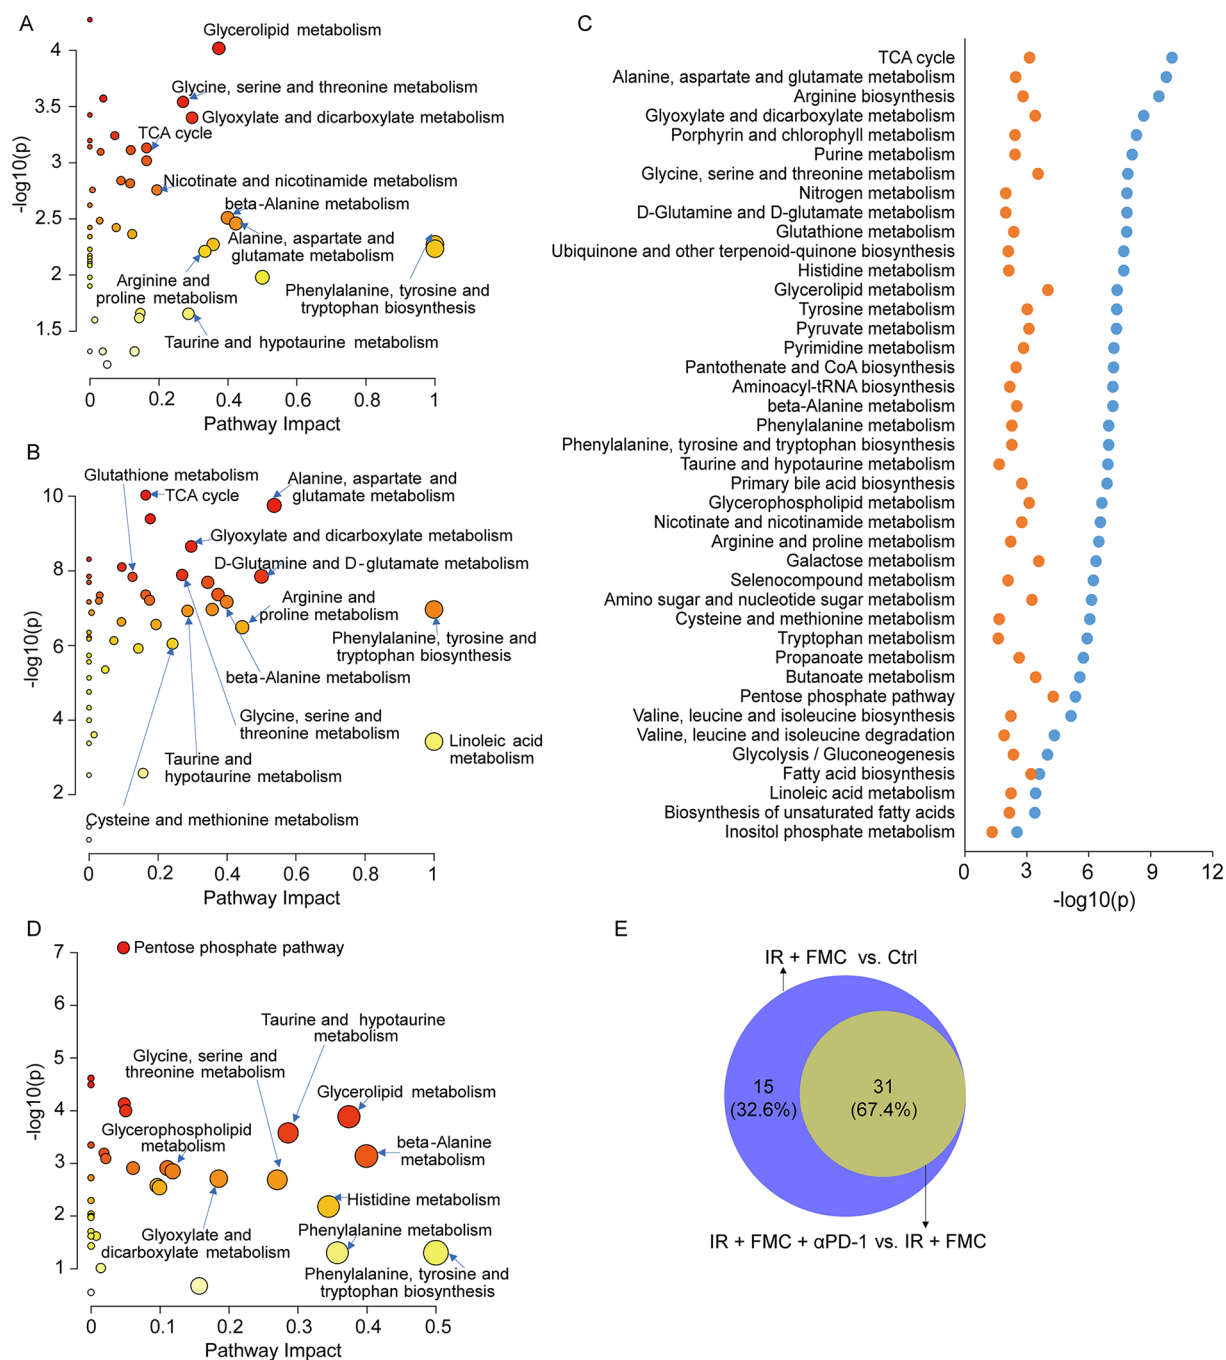 A
Glycerolipid metabolism
Glycine, serine and threonine metabolism
Glyoxylate and dicarboxylate metabolism
TCA cycle
Nicotinate and nicotinamide metabolism
beta-Alanine metabolism
Alanine, aspartate and
glutamate metabolism
Arginine and
proline metabolism
Phenylalanine, tyrosine and
tryptophan biosynthesis
Taurine and hypotaurine metabolism
4
3.5
3
2.5
2
1.5
-log10(p)
0
0.2
0.4
0.6
0.8
1
Pathway Impact
B
Glutathione metabolism
TCA cycle
Alanine, aspartate and
glutamate metabolism
Glyoxylate and dicarboxylate metabolism
D-Glutamine and D-glutamate metabolism
Arginine and
proline metabolism
Phenylalanine, tyrosine and
tryptophan biosynthesis
beta-Alanine metabolism
Glycine, serine and
threonine metabolism
Linoleic acid
metabolism
Taurine and
hypotaurine metabolism
Cysteine and methionine metabolism
10
8
6
4
2
-log10(p)
0
0.2
0.4
0.6
0.8
1
Pathway Impact
C
TCA cycle
Alanine, aspartate and glutamate metabolism
Arginine biosynthesis
Glyoxylate and dicarboxylate metabolism
Porphyrin and chlorophyll metabolism
Purine metabolism
Glycine, serine and threonine metabolism
Nitrogen metabolism
D-Glutamine and D-glutamate metabolism
Glutathione metabolism
Ubiquinone and other terpenoid-quinone biosynthesis
Histidine metabolism
Glycerolipid metabolism
Tyrosine metabolism
Pyruvate metabolism
Pyrimidine metabolism
Pantothenate and CoA biosynthesis
Aminoacyl-tRNA biosynthesis
beta-Alanine metabolism
Phenylalanine metabolism
Phenylalanine, tyrosine and tryptophan biosynthesis
Taurine and hypotaurine metabolism
Primary bile acid biosynthesis
Glycerophospholipid metabolism
Nicotinate and nicotinamide metabolism
Arginine and proline metabolism
Galactose metabolism
Selenocompound metabolism
Amino sugar and nucleotide sugar metabolism
Cysteine and methionine metabolism
Tryptophan metabolism
Propanoate metabolism
Butanoate metabolism
Pentose phosphate pathway
Valine, leucine and isoleucine biosynthesis
Valine, leucine and isoleucine degradation
Glycolysis / Gluconeogenesis
Fatty acid biosynthesis
Linoleic acid metabolism
Biosynthesis of unsaturated fatty acids
Inositol phosphate metabolism
0
3
6
9
12
-log10(p)
D
Pentose phosphate pathway
Taurine and hypotaurine
metabolism
Glycine, serine and
threonine metabolism
Glycerolipid metabolism
Glycerophospholipid
metabolism
beta-Alanine
metabolism
Histidine metabolism
Glyoxylate and
dicarboxylate metabolism
Phenylalanine metabolism
Phenylalanine, tyrosine and
tryptophan biosynthesis
7
6
5
4
3
2
1
-log10(p)
0
0.1
0.2
0.3
0.4
0.5
Pathway Impact
E
IR + FMC vs. Ctrl
15
(32.6%)
31
(67.4%)
IR + FMC + αPD-1 vs. IR + FMC